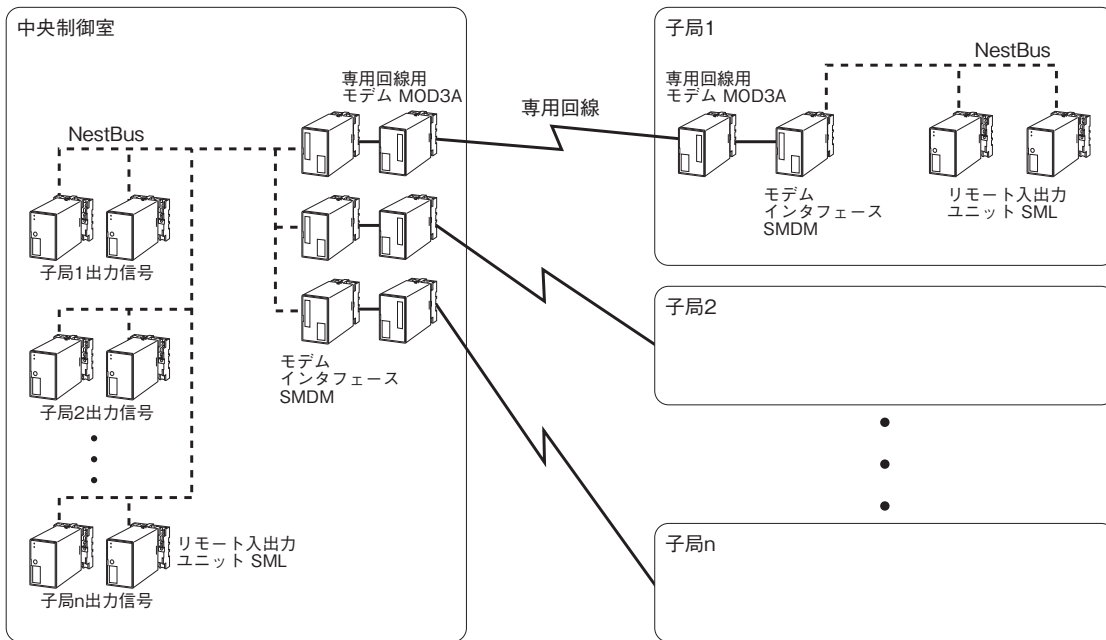 中央制御室
専用回線用
モデム MOD3A
NestBus
子局1出力信号
子局2出力信号
モデム
インタフェース
SMDM
リモート入出力
ユニット SML
子局n出力信号
専用回線
子局1
NestBus
専用回線用
モデム MOD3A
モデム
インタフェース
SMDM
リモート入出力
ユニット SML
子局2
子局n